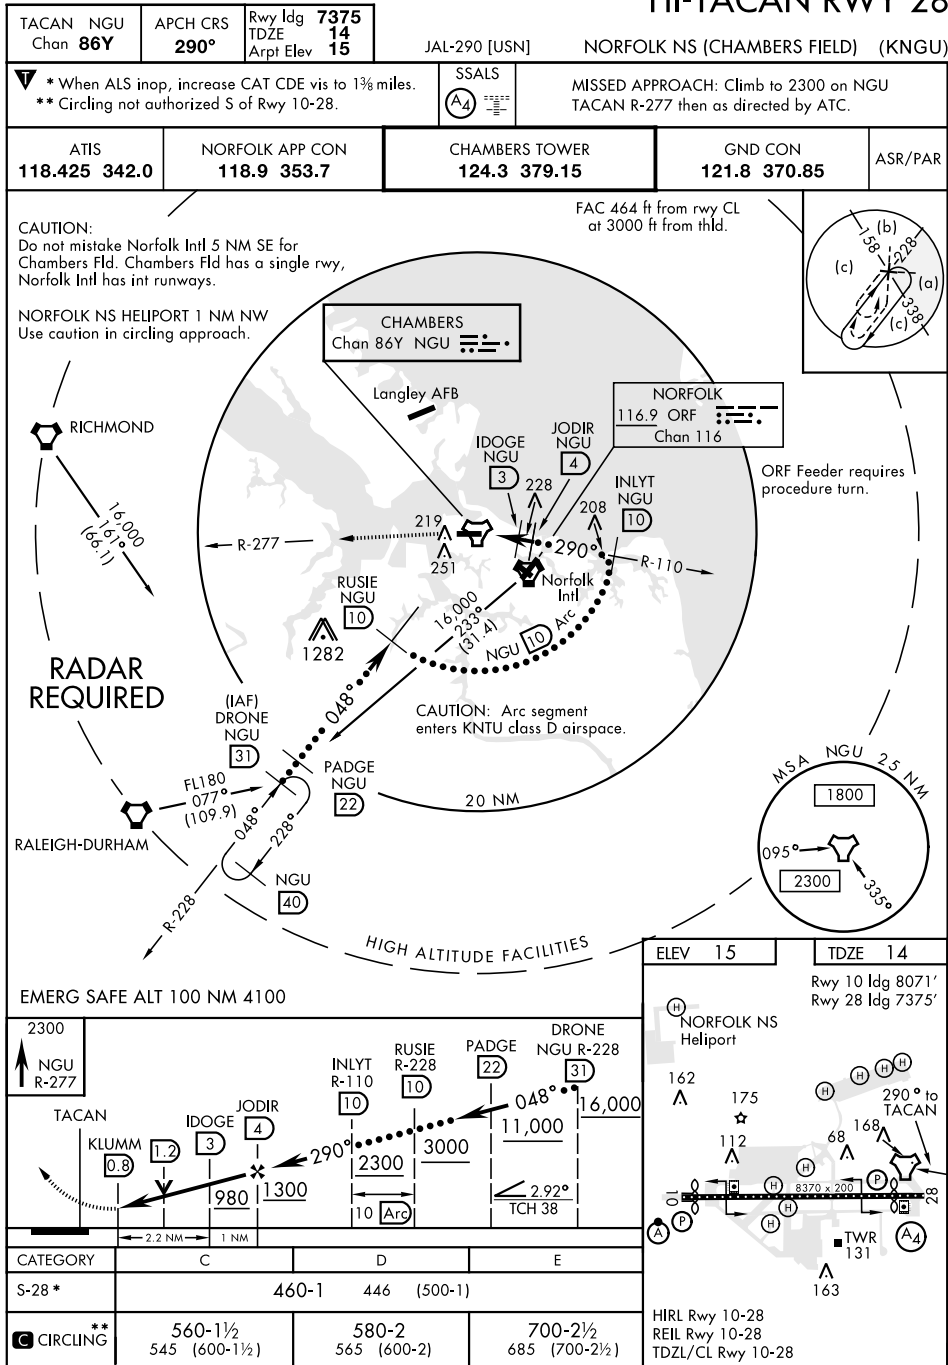 HI-TACAN RWY 28
TACAN NGU
Chan 86Y
APCH CRS
290°
Rwy ldg 7375
TDZE 14
Arpt Elev 15
JAL-290 [USN]
NORFOLK NS (CHAMBERS FIELD) (KNGU)
T
* When ALS inop, increase CAT CDE vis to 1⅜ miles.
** Circling not authorized S of Rwy 10-28.
SSALS
A4
MISSED APPROACH: Climb to 2300 on NGU
TACAN R-277 then as directed by ATC.
ATIS
118.425 342.0
NORFOLK APP CON
118.9 353.7
CHAMBERS TOWER
124.3 379.15
GND CON
121.8 370.85
ASR/PAR
CAUTION:
Do not mistake Norfolk Intl 5 NM SE for
Chambers Fld. Chambers Fld has a single rwy,
Norfolk Intl has int runways.
NORFOLK NS HELIPORT 1 NM NW
Use caution in circling approach.
FAC 464 ft from rwy CL
at 3000 ft from thld.
(b)
158
228
(c)
(a)
338
(c)
CHAMBERS
Chan 86Y NGU
Langley AFB
NORFOLK
116.9 ORF
Chan 116
RICHMOND
16,000
161°
(66.1)
IDOGE
NGU
3
JODIR
NGU
4
INLYT
NGU
10
ORF Feeder requires
procedure turn.
228
208
219
251
R-277
290°
R-110
Norfolk
Intl
RUSIE
NGU
10
1282
16,000
233°
(31.4)
NGU 10 Arc
RADAR
REQUIRED
(IAF)
DRONE
NGU
31
048°
CAUTION: Arc segment
enters KNTU class D airspace.
PADGE
NGU
22
FL180
077°
(109.9)
RALEIGH-DURHAM
048°
228°
20 NM
NGU
40
R-228
MSA NGU 25 NM
1800
095°
2300
335°
HIGH ALTITUDE FACILITIES
EMERG SAFE ALT 100 NM 4100
ELEV 15
TDZE 14
Rwy 10 ldg 8071'
Rwy 28 ldg 7375'
H
NORFOLK NS
Heliport
162
175
112
68
168
H
H
H
H
290° to
TACAN
H
P
10
8370 x 200
28
H
H
H
A
P
TWR
131
A4
163
HIRL Rwy 10-28
REIL Rwy 10-28
TDZL/CL Rwy 10-28
2300
NGU
R-277
TACAN
KLUMM
0.8
1.2
IDOGE
3
JODIR
4
INLYT
R-110
10
RUSIE
R-228
10
PADGE
22
DRONE
NGU R-228
31
048°
16,000
11,000
290°
3000
2300
1300
980
10 Arc
2.92°
TCH 38
2.2 NM
1 NM
CATEGORY
C
D
E
S-28 *
460-1 446 (500-1)
C CIRCLING **
560-1½
545 (600-1½)
580-2
565 (600-2)
700-2½
685 (700-2½)